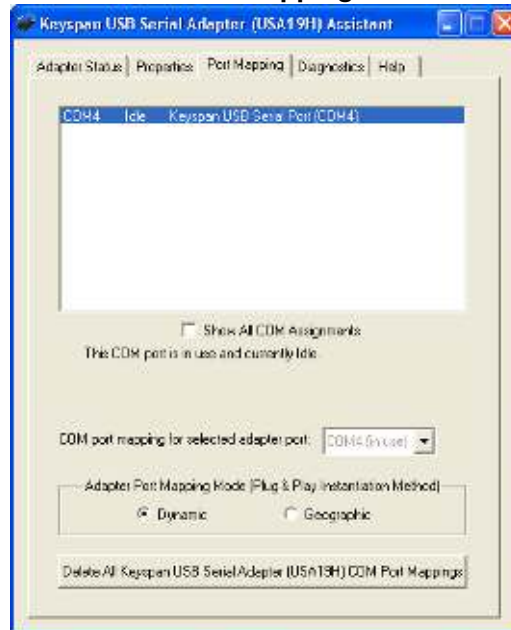 Keyspan USB Serial Adapter (USA19H) Assistant
Adapter Status Properties Port Mapping Diagnostics Help
COM4 Idle Keyspan USB Serial Port (COM4)
Show All COM Assignments
This COM port is in use and currently Idle.
COM port mapping for selected adapter port: COM4 (in use)
Adapter Port Mapping Mode (Plug & Play Instantiation Method)
Dynamic Geographic
Delete All Keyspan USB Serial Adapter (USA19H) COM Port Mappings